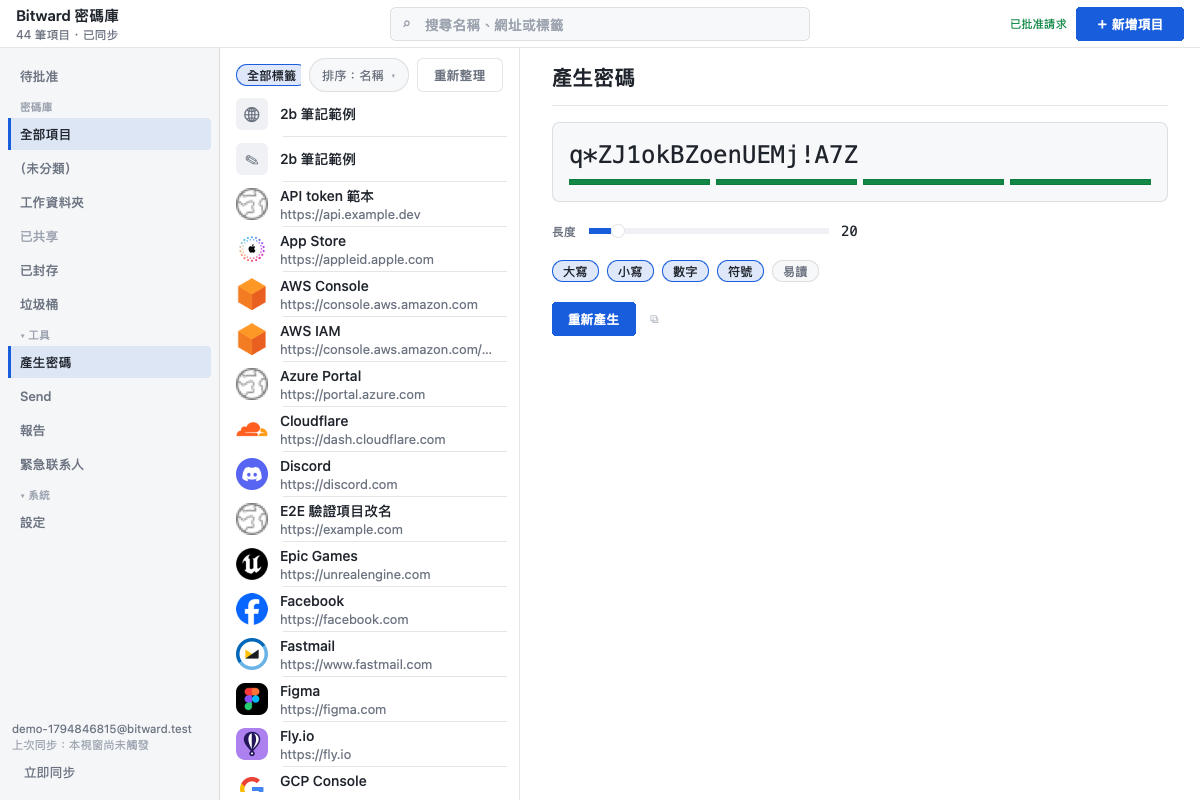 Bitward 密碼庫
44 筆項目 · 已同步
搜尋名稱、網址或標籤
已批准請求
+ 新增項目
待批准
密碼庫
全部項目
(未分類)
工作資料夾
已共享
已封存
垃圾桶
工具
產生密碼
Send
報告
緊急联系人
系統
設定
demo-1794846815@bitward.test
上次同步：本視窗尚未觸發
立即同步
全部標籤
排序：名稱
重新整理
2b 筆記範例
2b 筆記範例
API token 範本
https://api.example.dev
App Store
https://appleid.apple.com
AWS Console
https://console.aws.amazon.com
AWS IAM
https://console.aws.amazon.com/...
Azure Portal
https://portal.azure.com
Cloudflare
https://dash.cloudflare.com
Discord
https://discord.com
E2E 驗證項目改名
https://example.com
Epic Games
https://unrealengine.com
Facebook
https://facebook.com
Fastmail
https://www.fastmail.com
Figma
https://figma.com
Fly.io
https://fly.io
GCP Console
產生密碼
q*ZJ1okBZoenUEMj!A7Z
長度
20
大寫
小寫
數字
符號
易讀
重新產生